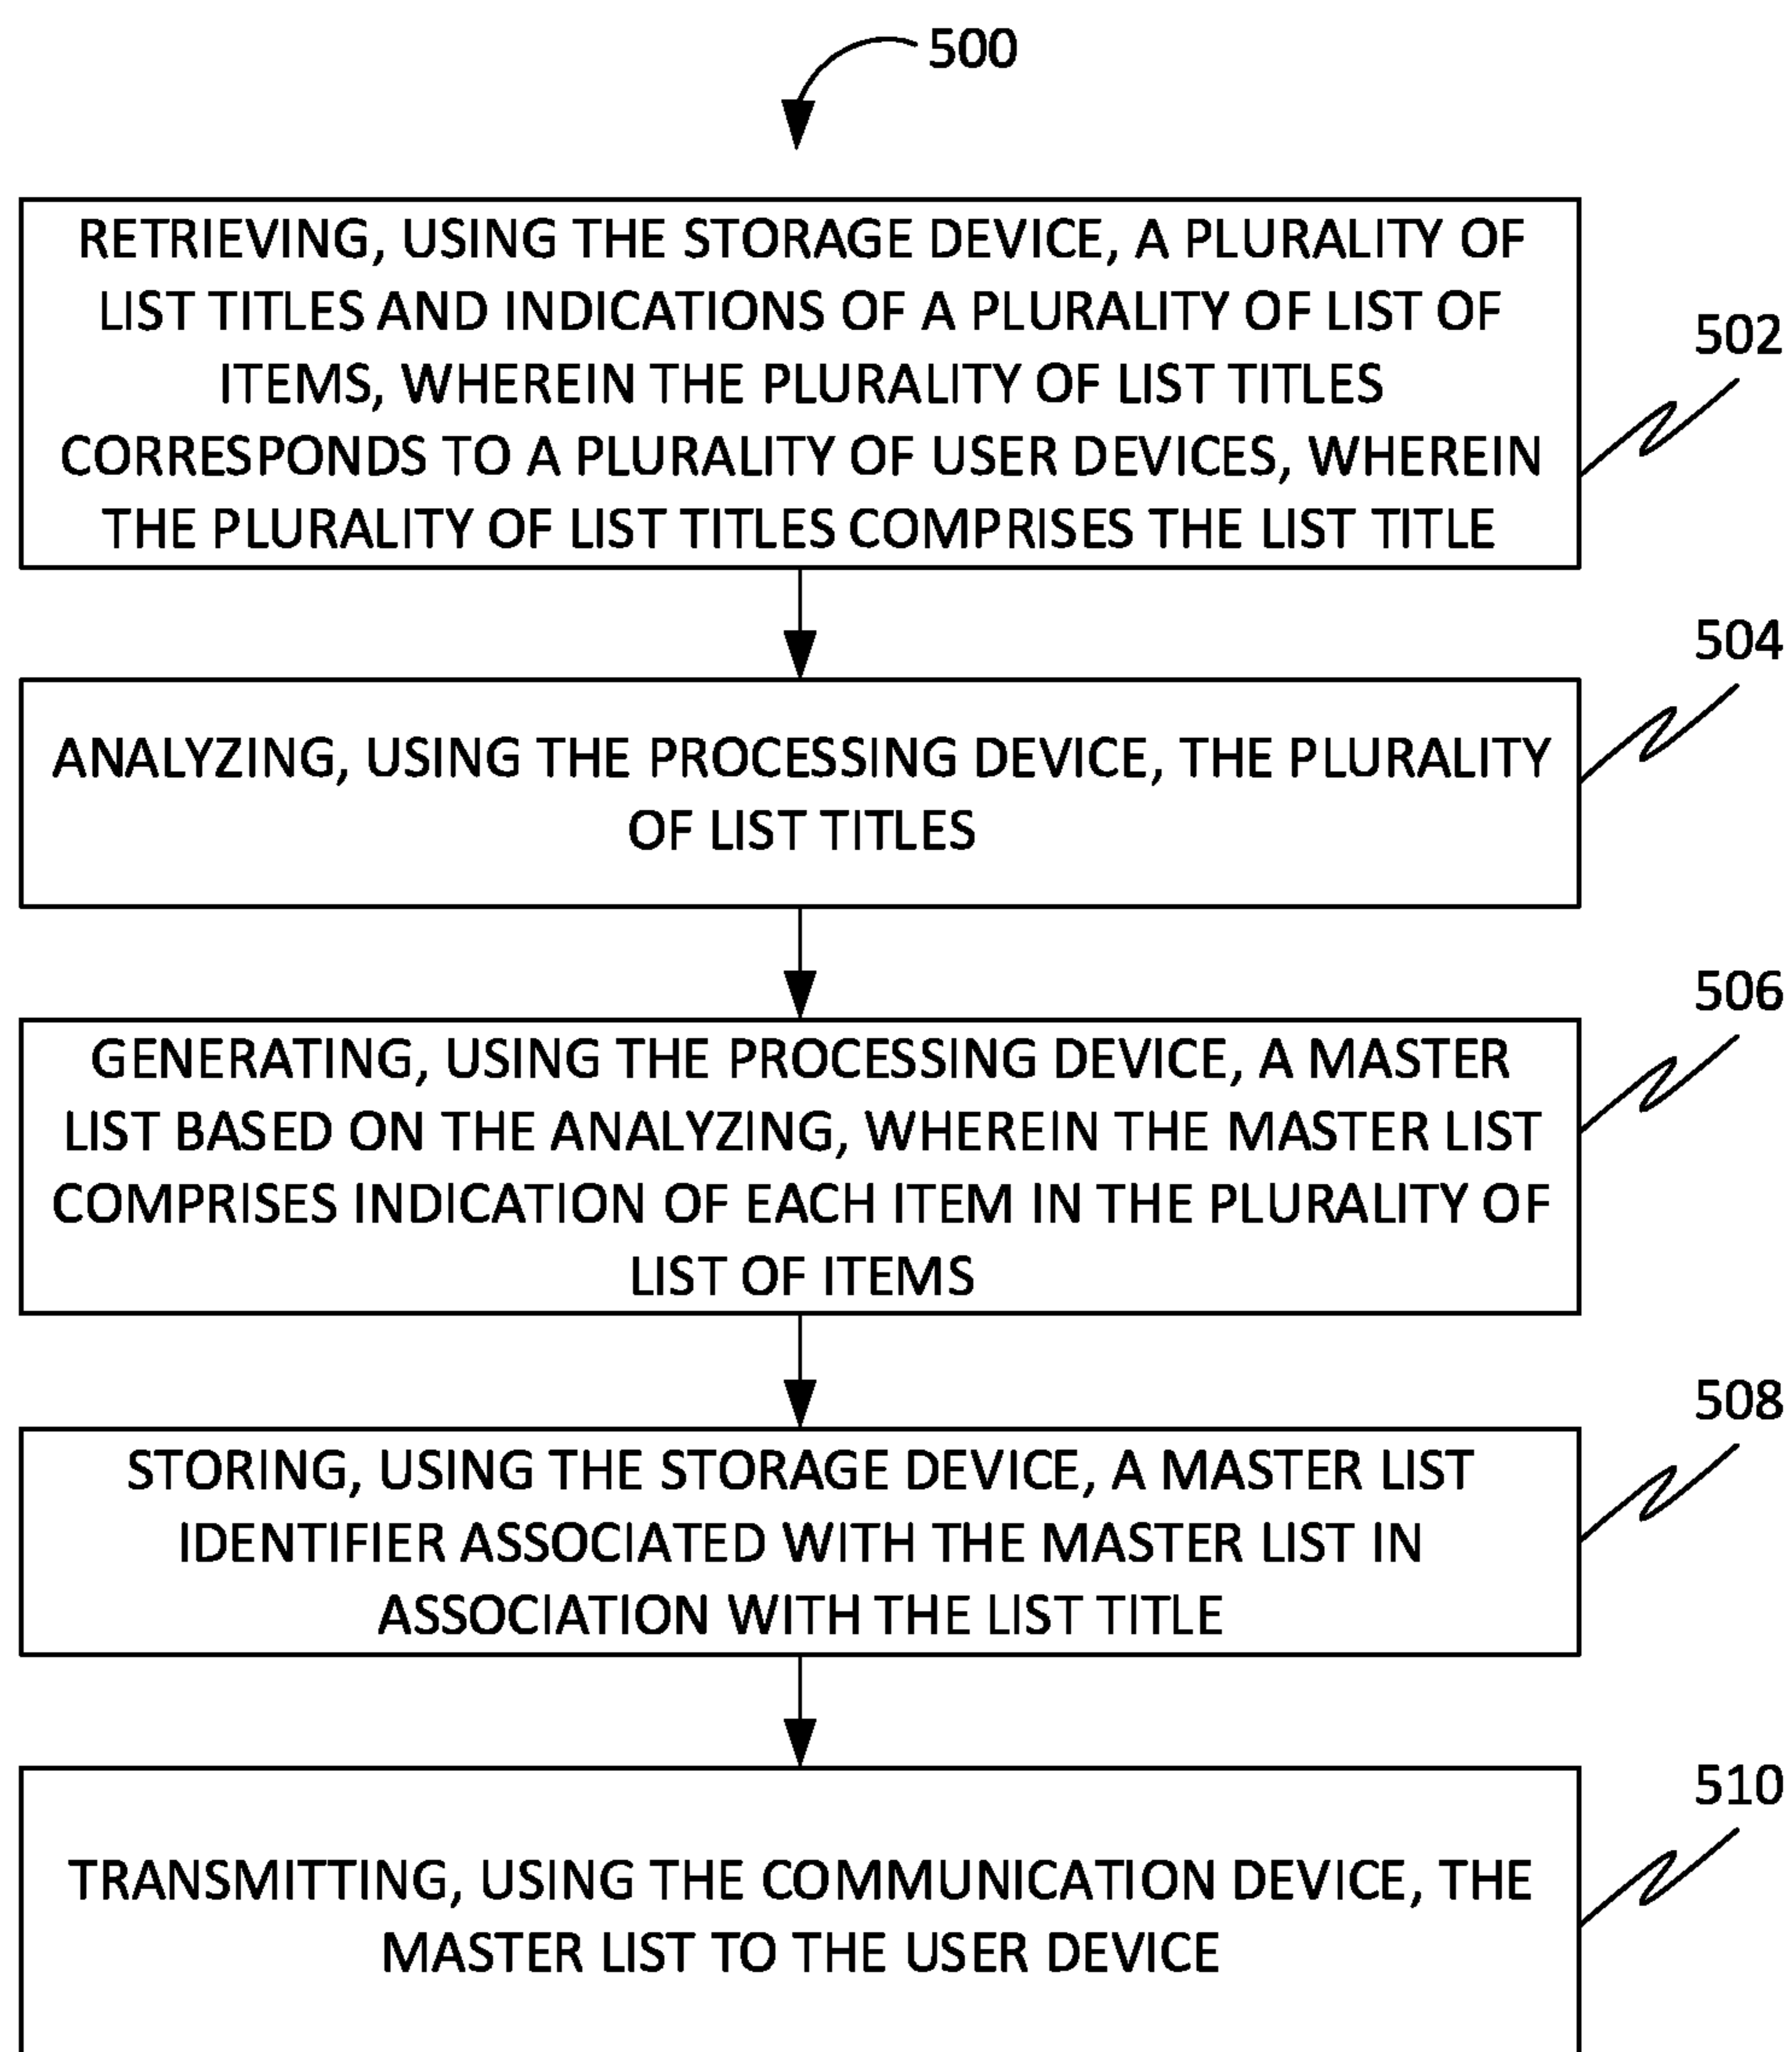 500
RETRIEVING, USING THE STORAGE DEVICE, A PLURALITY OF
LIST TITLES AND INDICATIONS OF A PLURALITY OF LIST OF
ITEMS, WHEREIN THE PLURALITY OF LIST TITLES
CORRESPONDS TO A PLURALITY OF USER DEVICES, WHEREIN
THE PLURALITY OF LIST TITLES COMPRISES THE LIST TITLE
502
ANALYZING, USING THE PROCESSING DEVICE, THE PLURALITY
OF LIST TITLES
504
GENERATING, USING THE PROCESSING DEVICE, A MASTER
LIST BASED ON THE ANALYZING, WHEREIN THE MASTER LIST
COMPRISES INDICATION OF EACH ITEM IN THE PLURALITY OF
LIST OF ITEMS
506
STORING, USING THE STORAGE DEVICE, A MASTER LIST
IDENTIFIER ASSOCIATED WITH THE MASTER LIST IN
ASSOCIATION WITH THE LIST TITLE
508
TRANSMITTING, USING THE COMMUNICATION DEVICE, THE
MASTER LIST TO THE USER DEVICE
510